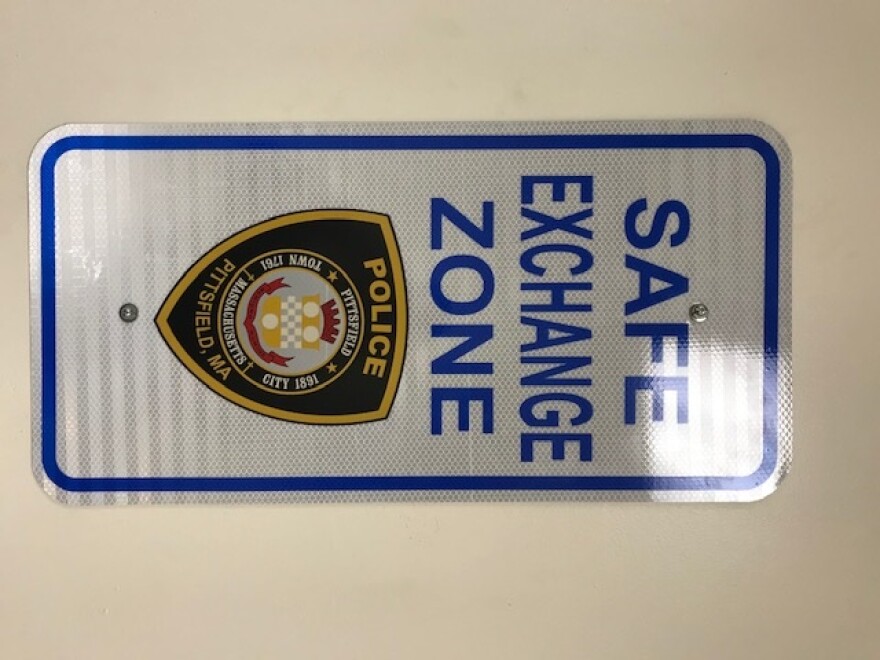 SAFE
EXCHANGE
ZONE
POLICE
PITTSFIELD
TOWN 1761
CITY 1891
MASSACHUSETTS
PITTSFIELD, MA